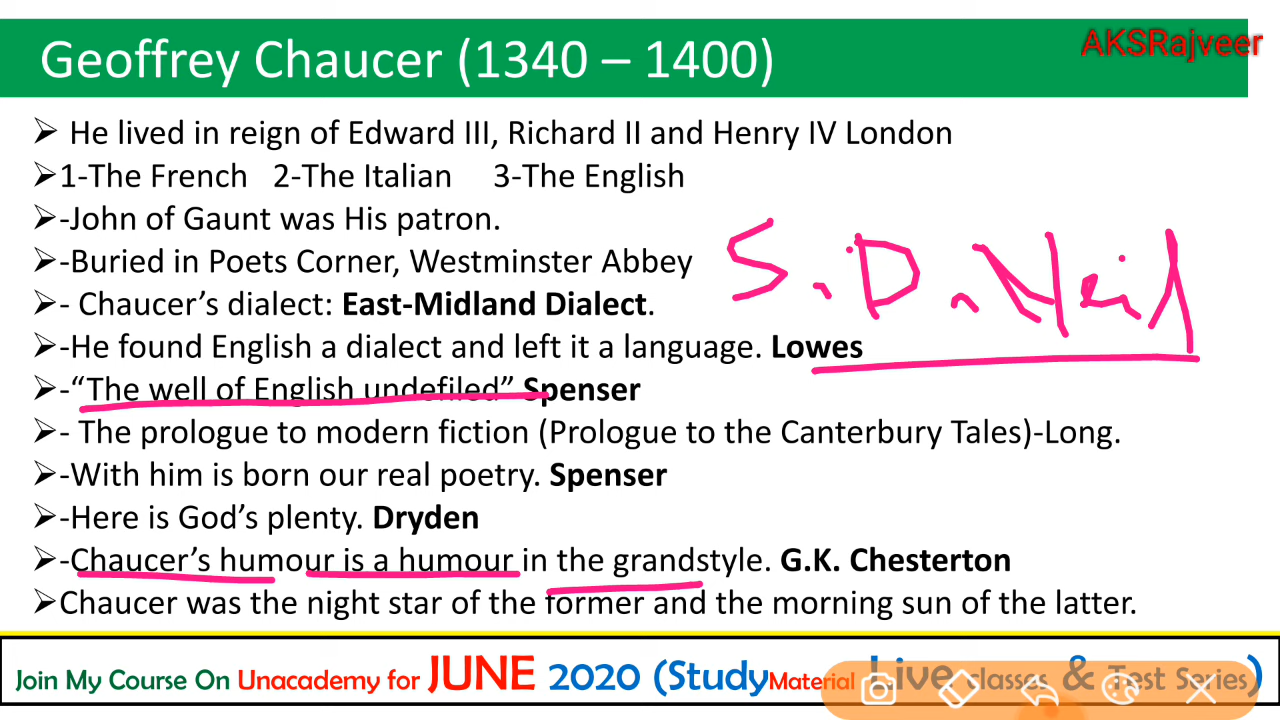 Geoffrey Chaucer (1340 – 1400)
AKSRajveer
➢ He lived in reign of Edward III, Richard II and Henry IV London
➢1-The French 2-The Italian 3-The English
➢-John of Gaunt was His patron.
➢-Buried in Poets Corner, Westminster Abbey
S.D.Neil
➢- Chaucer’s dialect: East-Midland Dialect.
➢-He found English a dialect and left it a language. Lowes
➢-“The well of English undefiled” Spenser
➢- The prologue to modern fiction (Prologue to the Canterbury Tales)-Long.
➢-With him is born our real poetry. Spenser
➢-Here is God’s plenty. Dryden
➢-Chaucer’s humour is a humour in the grandstyle. G.K. Chesterton
➢Chaucer was the night star of the former and the morning sun of the latter.
Join My Course On Unacademy for JUNE 2020 (StudyMaterial Live classes & Test Series)